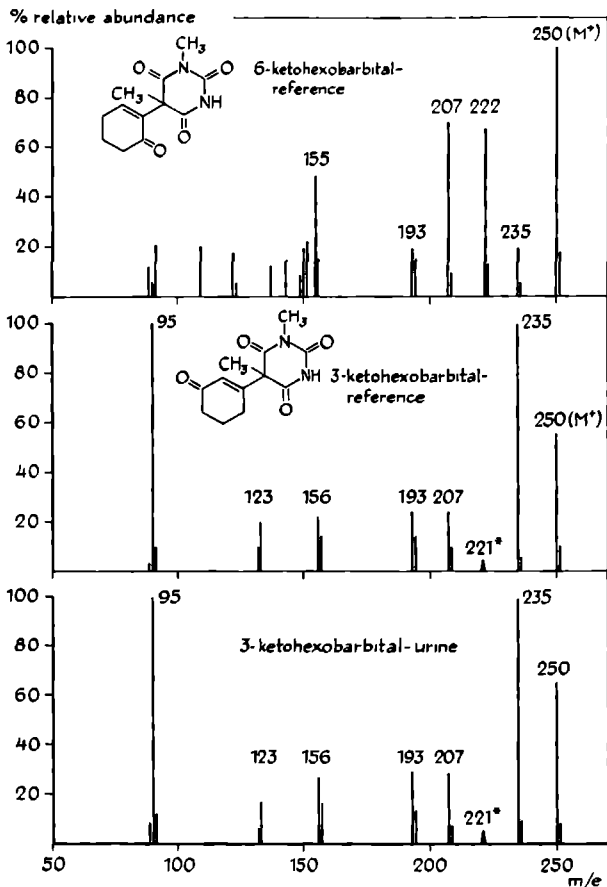 % relative abundance
100
80
60
40
20
CH3
O
N
O
CH3
NH
O
O
6-ketohexobarbital-
reference
155
193
207
222
235
250 (M+)
100
80
60
40
20
95
CH3
O
N
O
CH3
O
NH
O
3-ketohexobarbital-
reference
123
156
193
207
221*
235
250(M+)
100
80
60
40
20
95
3-ketohexobarbital-urine
123
156
193
207
221*
235
250
50
100
150
200
250
m/e